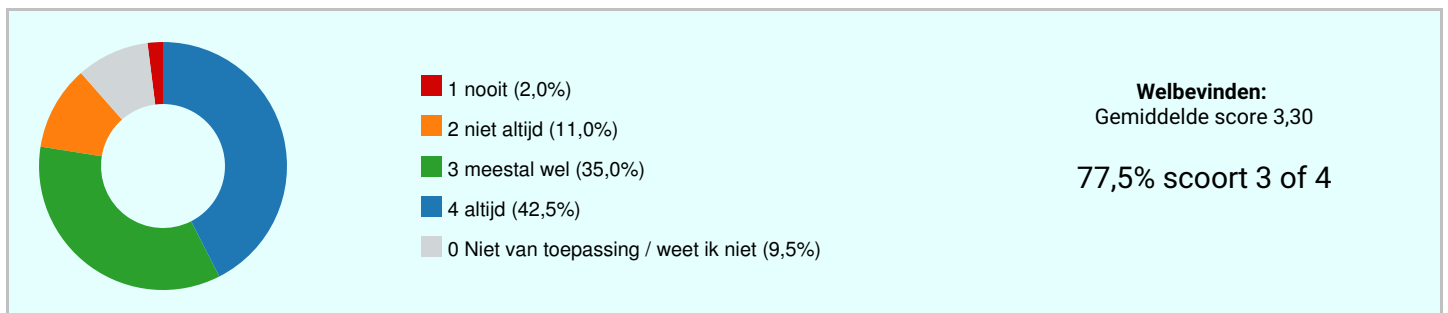 1 nooit (2,0%)
2 niet altijd (11,0%)
3 meestal wel (35,0%)
4 altijd (42,5%)
0 Niet van toepassing / weet ik niet (9,5%)
Welbevinden:
Gemiddelde score 3,30
77,5% scoort 3 of 4